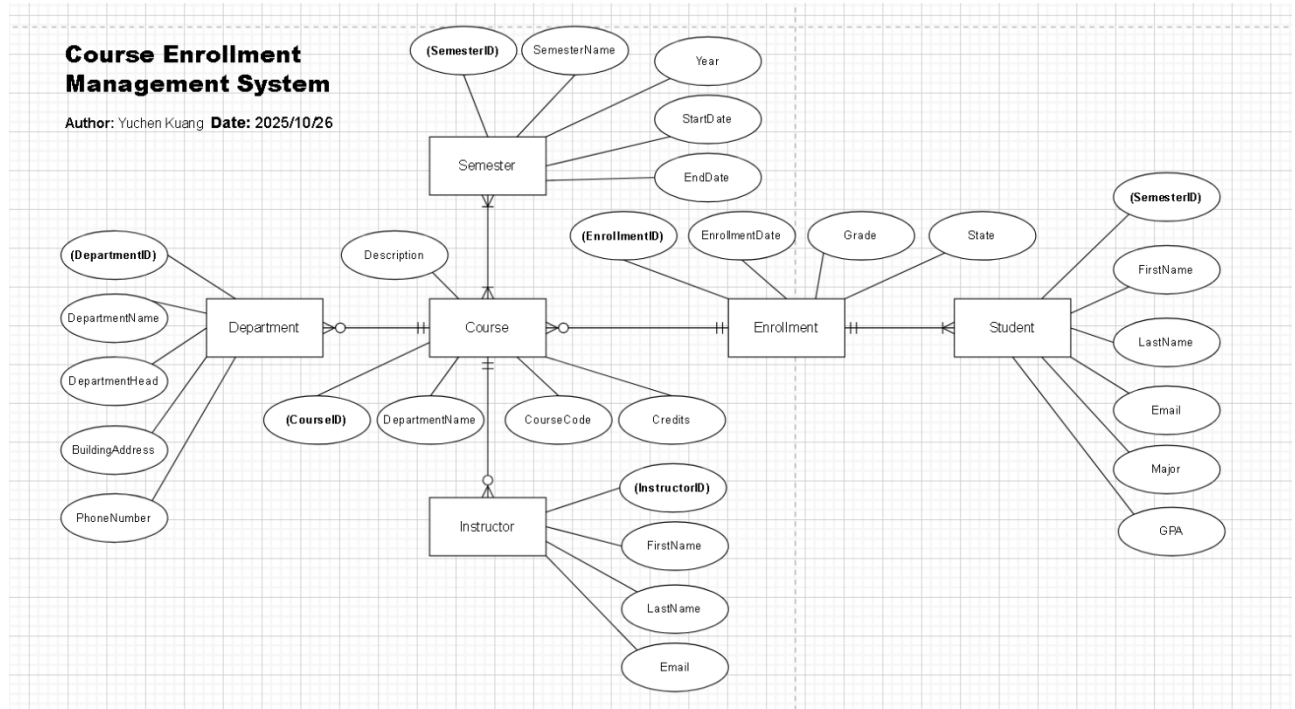 Course Enrollment
Management System
Author: Yuchen Kuang Date: 2025/10/26
(SemesterID)
SemesterName
Year
StartDate
EndDate
Semester
(DepartmentID)
DepartmentName
DepartmentHead
BuildingAddress
PhoneNumber
Department
Description
Course
(CourseID)
DepartmentName
CourseCode
Credits
(EnrollmentID)
EnrollmentDate
Grade
State
Enrollment
(SemesterID)
FirstName
LastName
Email
Major
GPA
Student
Instructor
(InstructorID)
FirstName
LastName
Email